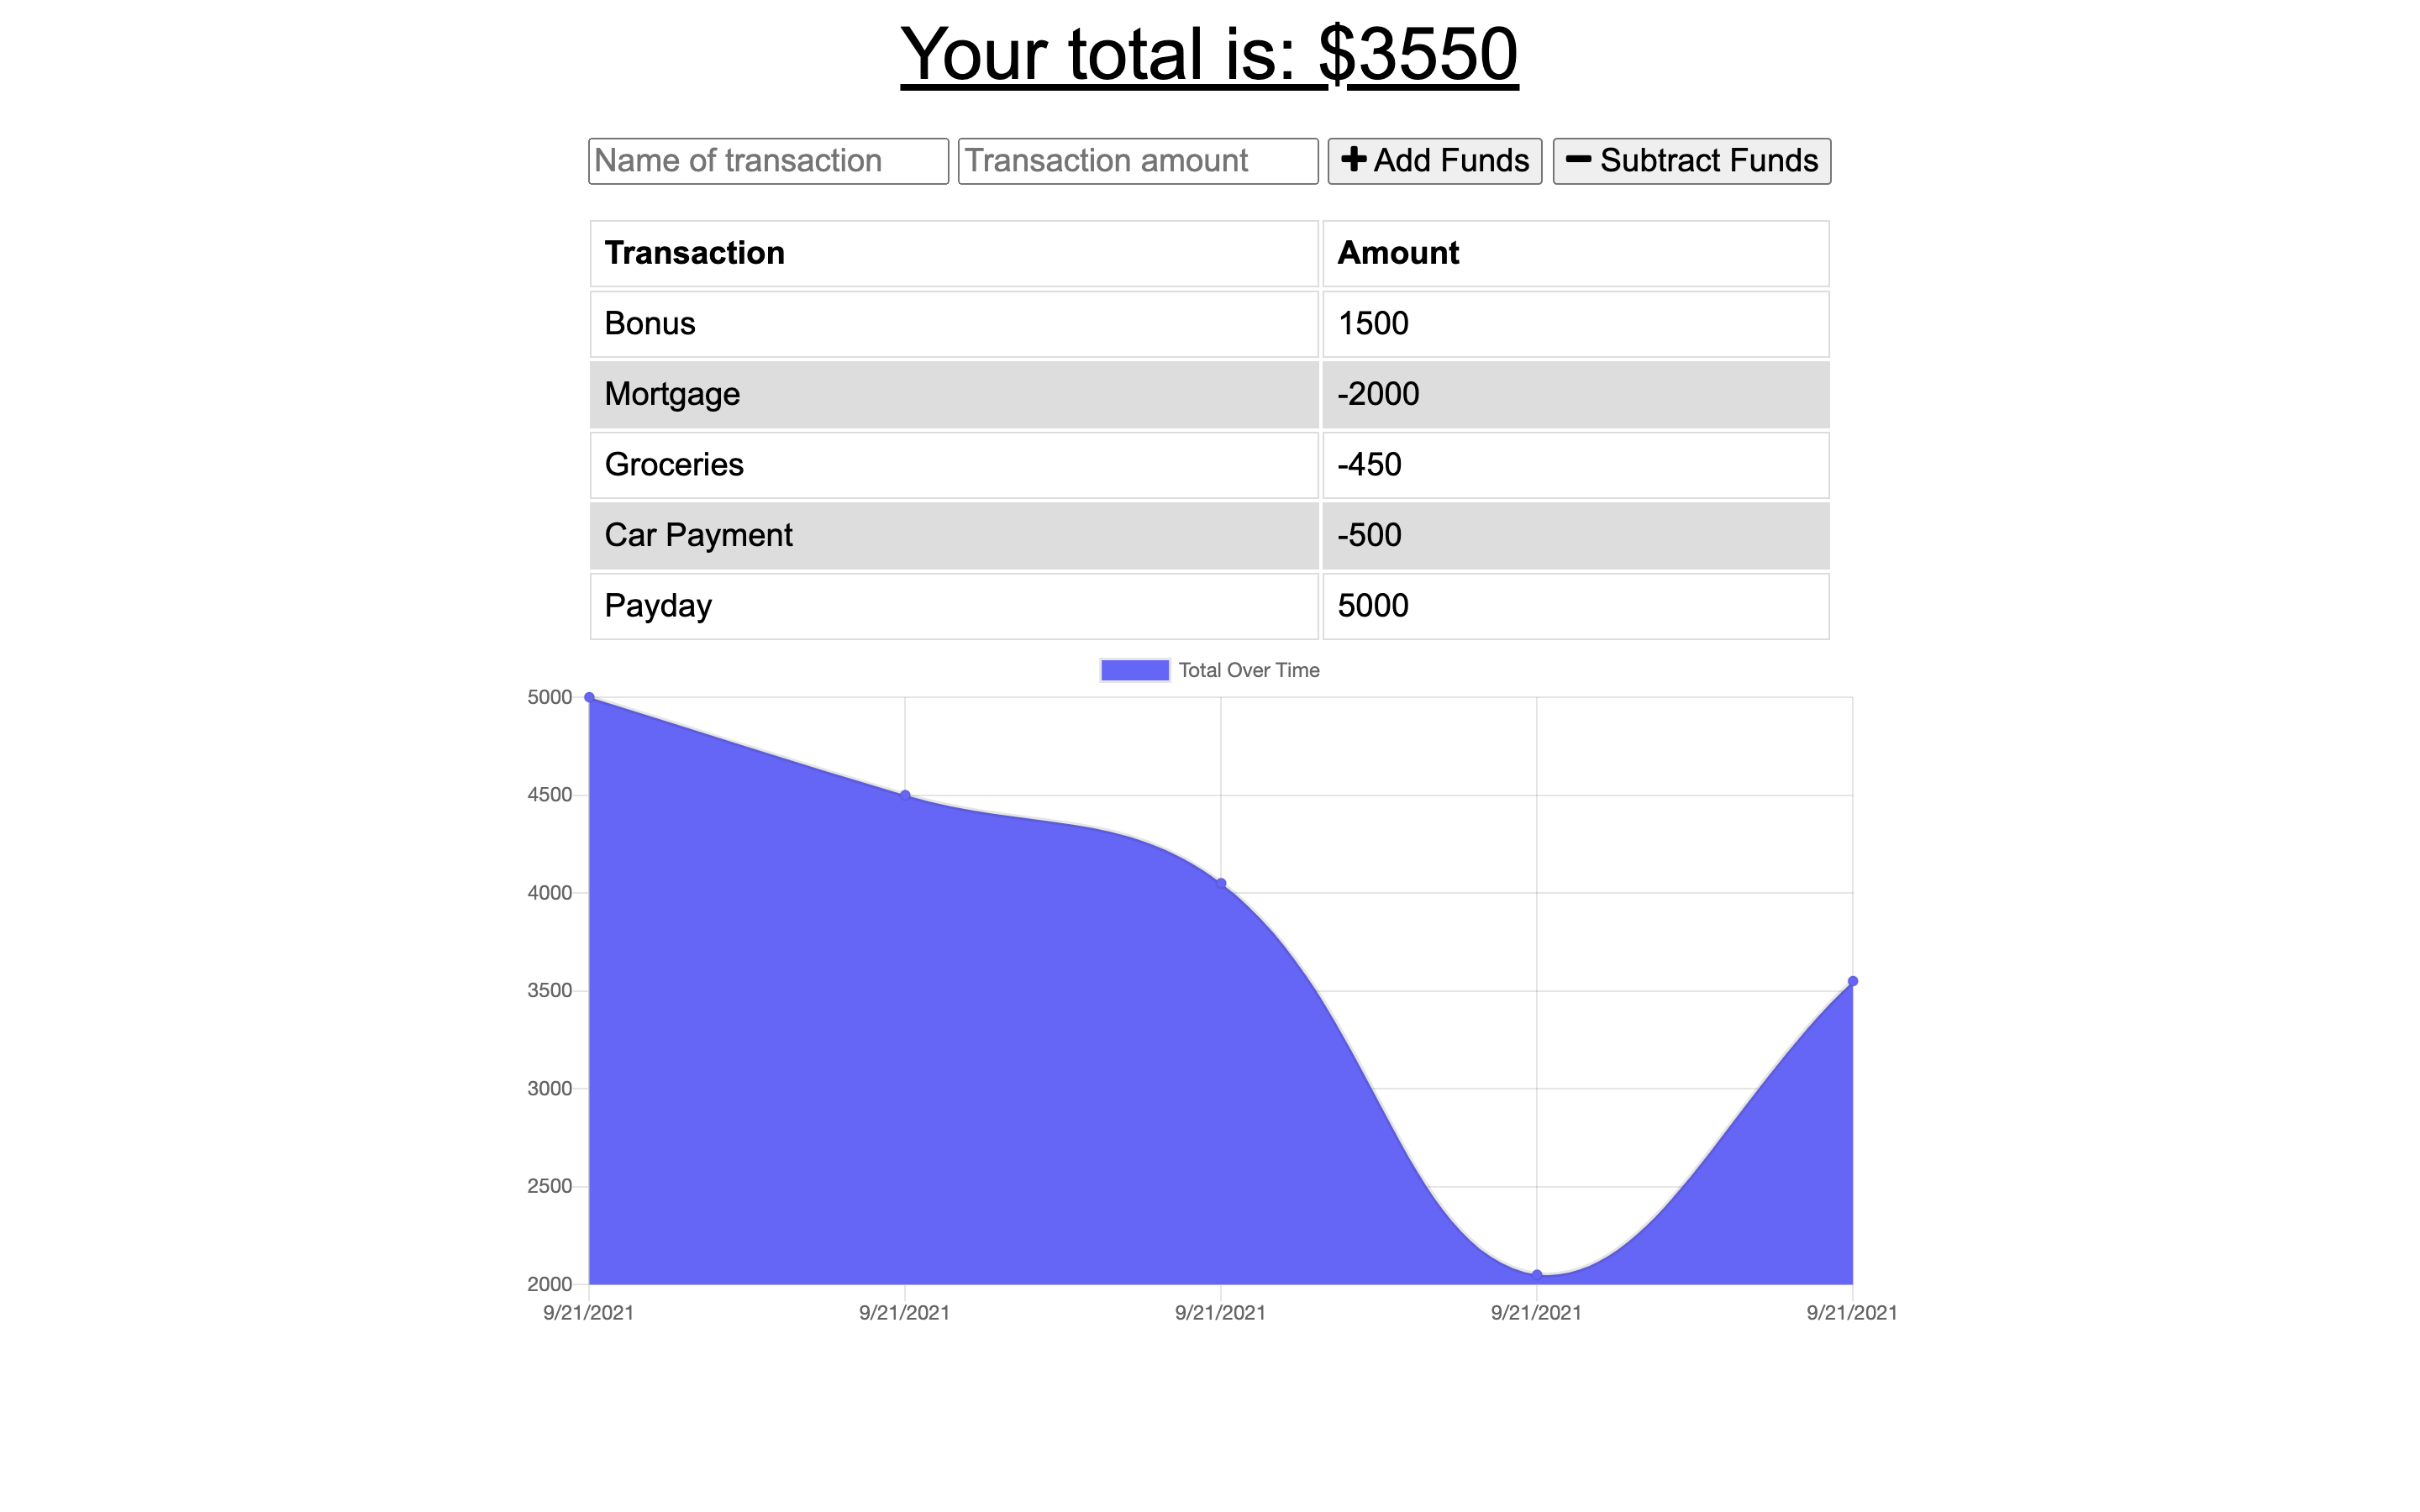 Your total is: $3550
Name of transaction Transaction amount Add Funds Subtract Funds
Transaction Amount
Bonus 1500
Mortgage -2000
Groceries -450
Car Payment -500
Payday 5000
Total Over Time
5000
4500
4000
3500
3000
2500
2000
9/21/2021 9/21/2021 9/21/2021 9/21/2021 9/21/2021